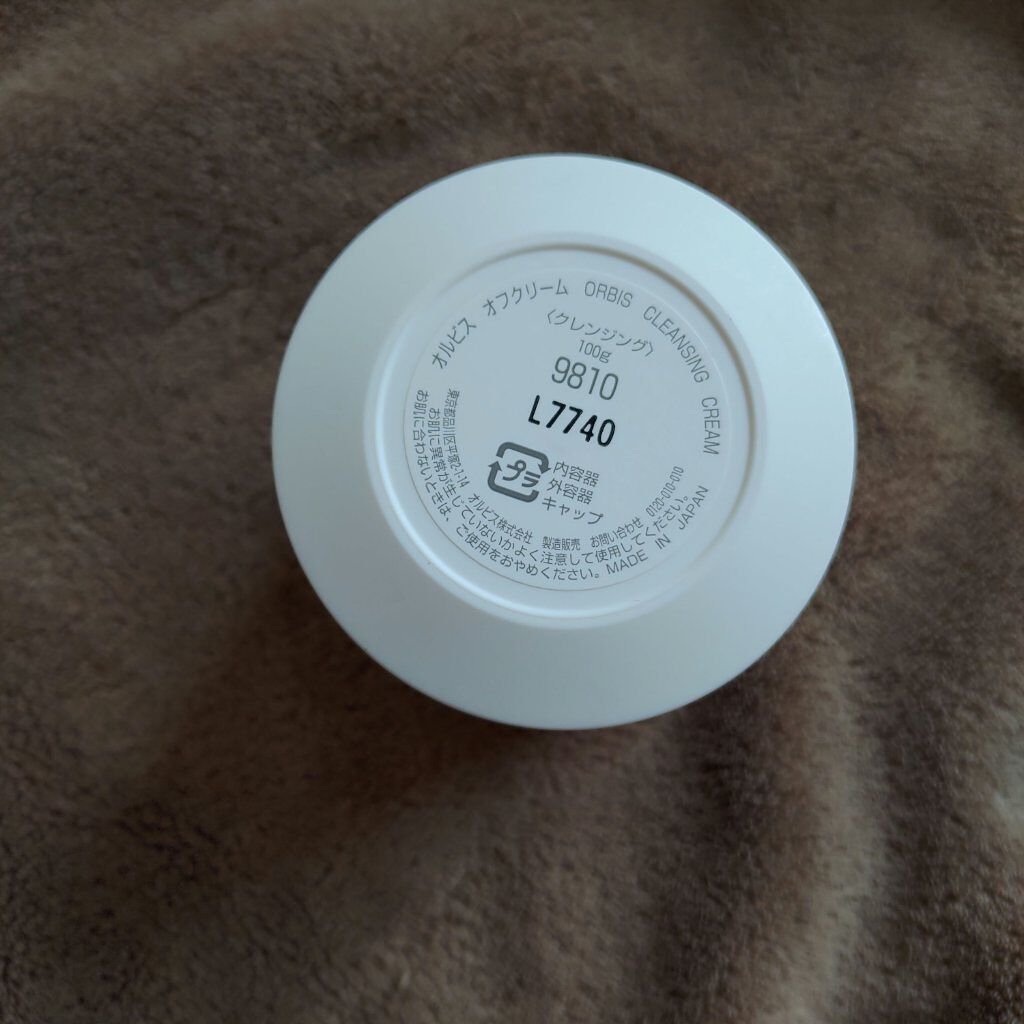 オルビス オフクリーム ORBIS CLEANSING CREAM
〈クレンジング〉
100g
9810
L7740
プラ
内容器
外容器
キャップ
東京都品川区平塚2-1-14 オルビス株式会社 製造販売 お問い合わせ 0120-010-010
お肌に異常が生じていないかよく注意して使用してください。
お肌に合わないときは、ご使用をおやめください。MADE IN JAPAN